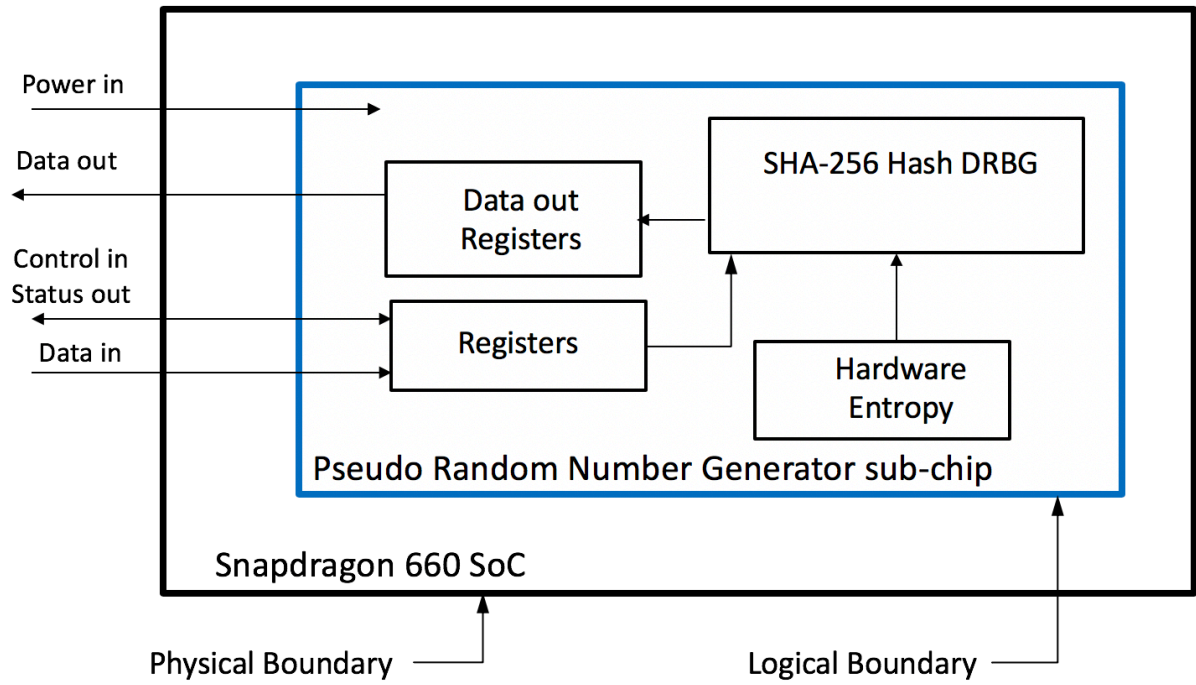 Power in
Data out
Control in
Status out
Data in
SHA-256 Hash DRBG
Data out
Registers
Registers
Hardware
Entropy
Pseudo Random Number Generator sub-chip
Snapdragon 660 SoC
Physical Boundary
Logical Boundary